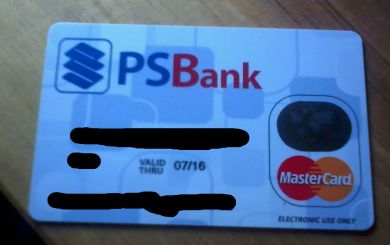 PSBank
VALID
THRU 07/16
MasterCard
ELECTRONIC USE ONLY